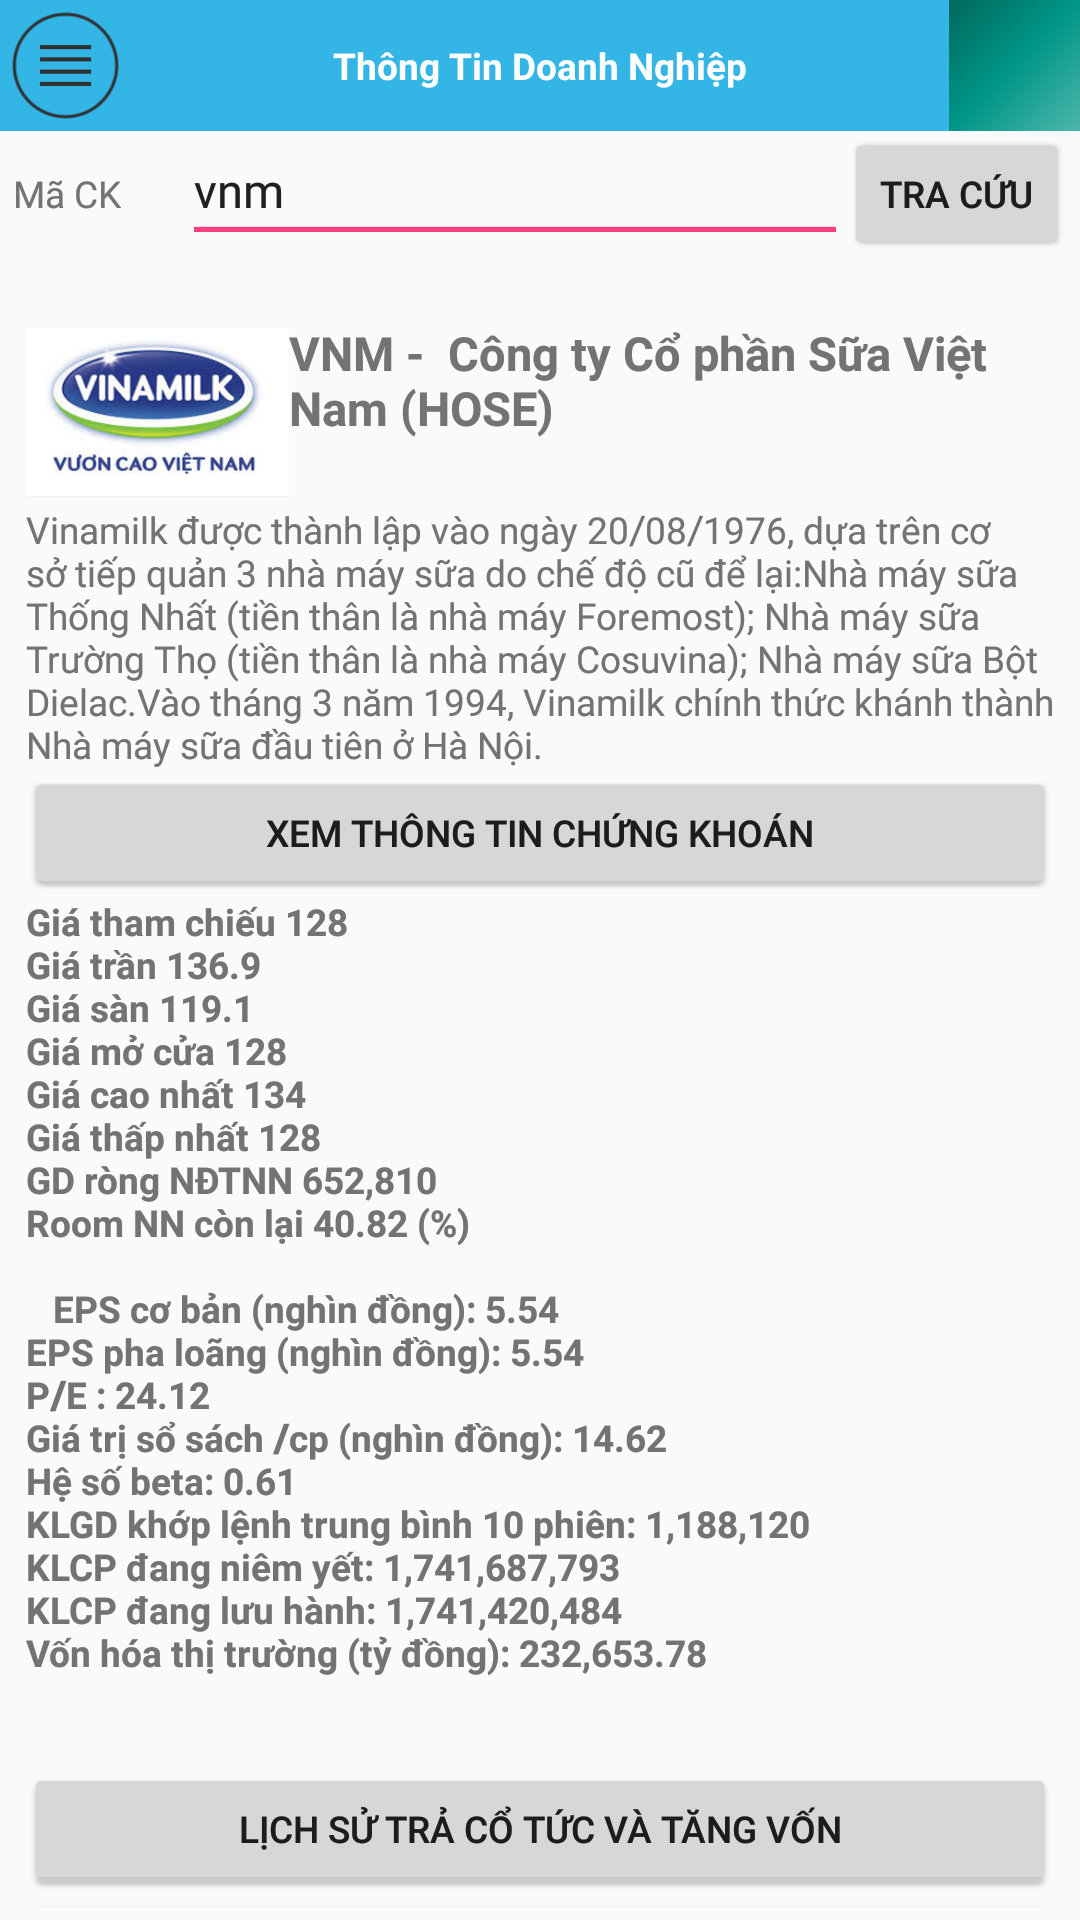 Thông Tin Doanh Nghiệp
Mã CK
vnm
TRA CỨU
VINAMILK
VƯƠN CAO VIỆT NAM
VNM -  Công ty Cổ phần Sữa Việt
Nam (HOSE)
Vinamilk được thành lập vào ngày 20/08/1976, dựa trên cơ
sở tiếp quản 3 nhà máy sữa do chế độ cũ để lại:Nhà máy sữa
Thống Nhất (tiền thân là nhà máy Foremost); Nhà máy sữa
Trường Thọ (tiền thân là nhà máy Cosuvina); Nhà máy sữa Bột
Dielac.Vào tháng 3 năm 1994, Vinamilk chính thức khánh thành
Nhà máy sữa đầu tiên ở Hà Nội.
XEM THÔNG TIN CHỨNG KHOÁN
Giá tham chiếu 128
Giá trần 136.9
Giá sàn 119.1
Giá mở cửa 128
Giá cao nhất 134
Giá thấp nhất 128
GD ròng NĐTNN 652,810
Room NN còn lại 40.82 (%)
EPS cơ bản (nghìn đồng): 5.54
EPS pha loãng (nghìn đồng): 5.54
P/E : 24.12
Giá trị sổ sách /cp (nghìn đồng): 14.62
Hệ số beta: 0.61
KLGD khớp lệnh trung bình 10 phiên: 1,188,120
KLCP đang niêm yết: 1,741,687,793
KLCP đang lưu hành: 1,741,420,484
Vốn hóa thị trường (tỷ đồng): 232,653.78
LỊCH SỬ TRẢ CỔ TỨC VÀ TĂNG VỐN